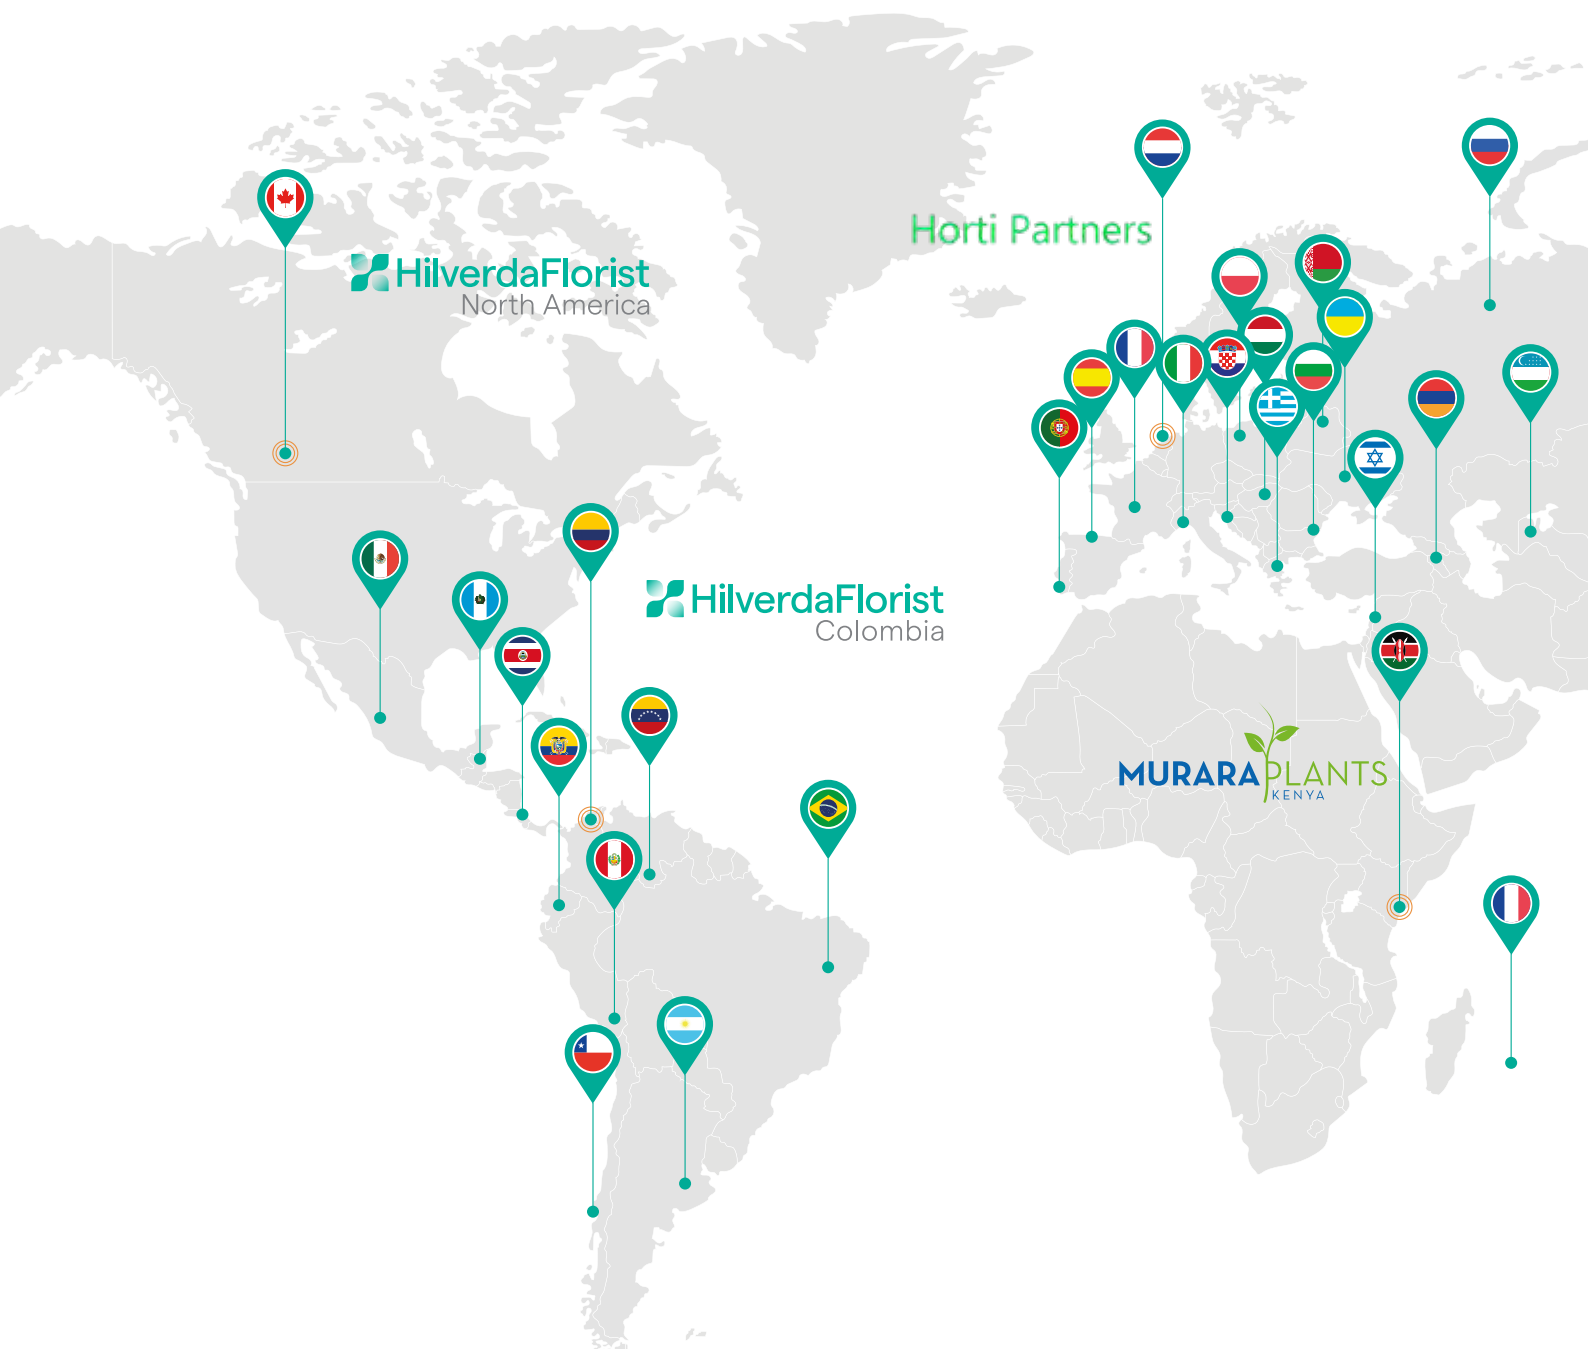 Horti Partners
HilverdaFlorist
North America
HilverdaFlorist
Colombia
MURARA PLANTS
KENYA